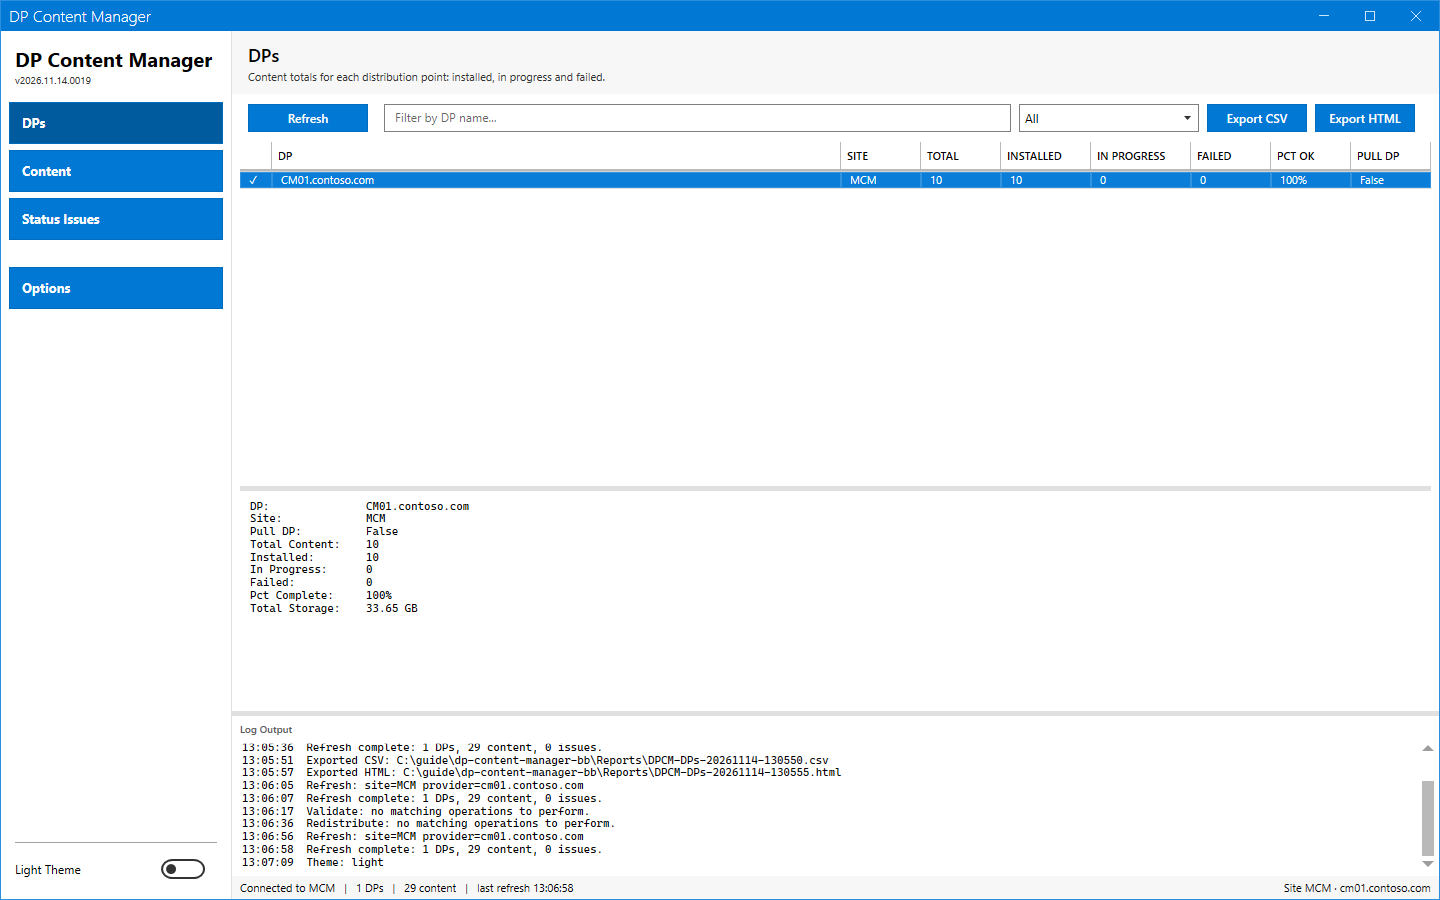 DP Content Manager
DP Content Manager
v2026.11.14.0019
DPs
Content
Status Issues
Options
Light Theme
DPs
Content totals for each distribution point: installed, in progress and failed.
Refresh
Filter by DP name...
All
Export CSV
Export HTML
DP SITE TOTAL INSTALLED IN PROGRESS FAILED PCT OK PULL DP
✓ CM01.contoso.com MCM 10 10 0 0 100% False
DP: CM01.contoso.com
Site: MCM
Pull DP: False
Total Content: 10
Installed: 10
In Progress: 0
Failed: 0
Pct Complete: 100%
Total Storage: 33.65 GB
Log Output
13:05:36 Refresh complete: 1 DPs, 29 content, 0 issues.
13:05:51 Exported CSV: C:\guide\dp-content-manager-bb\Reports\DPCM-DPs-20261114-130550.csv
13:05:57 Exported HTML: C:\guide\dp-content-manager-bb\Reports\DPCM-DPs-20261114-130555.html
13:06:05 Refresh: site=MCM provider=cm01.contoso.com
13:06:07 Refresh complete: 1 DPs, 29 content, 0 issues.
13:06:17 Validate: no matching operations to perform.
13:06:36 Redistribute: no matching operations to perform.
13:06:56 Refresh: site=MCM provider=cm01.contoso.com
13:06:58 Refresh complete: 1 DPs, 29 content, 0 issues.
13:07:09 Theme: light
Connected to MCM | 1 DPs | 29 content | last refresh 13:06:58
Site MCM · cm01.contoso.com